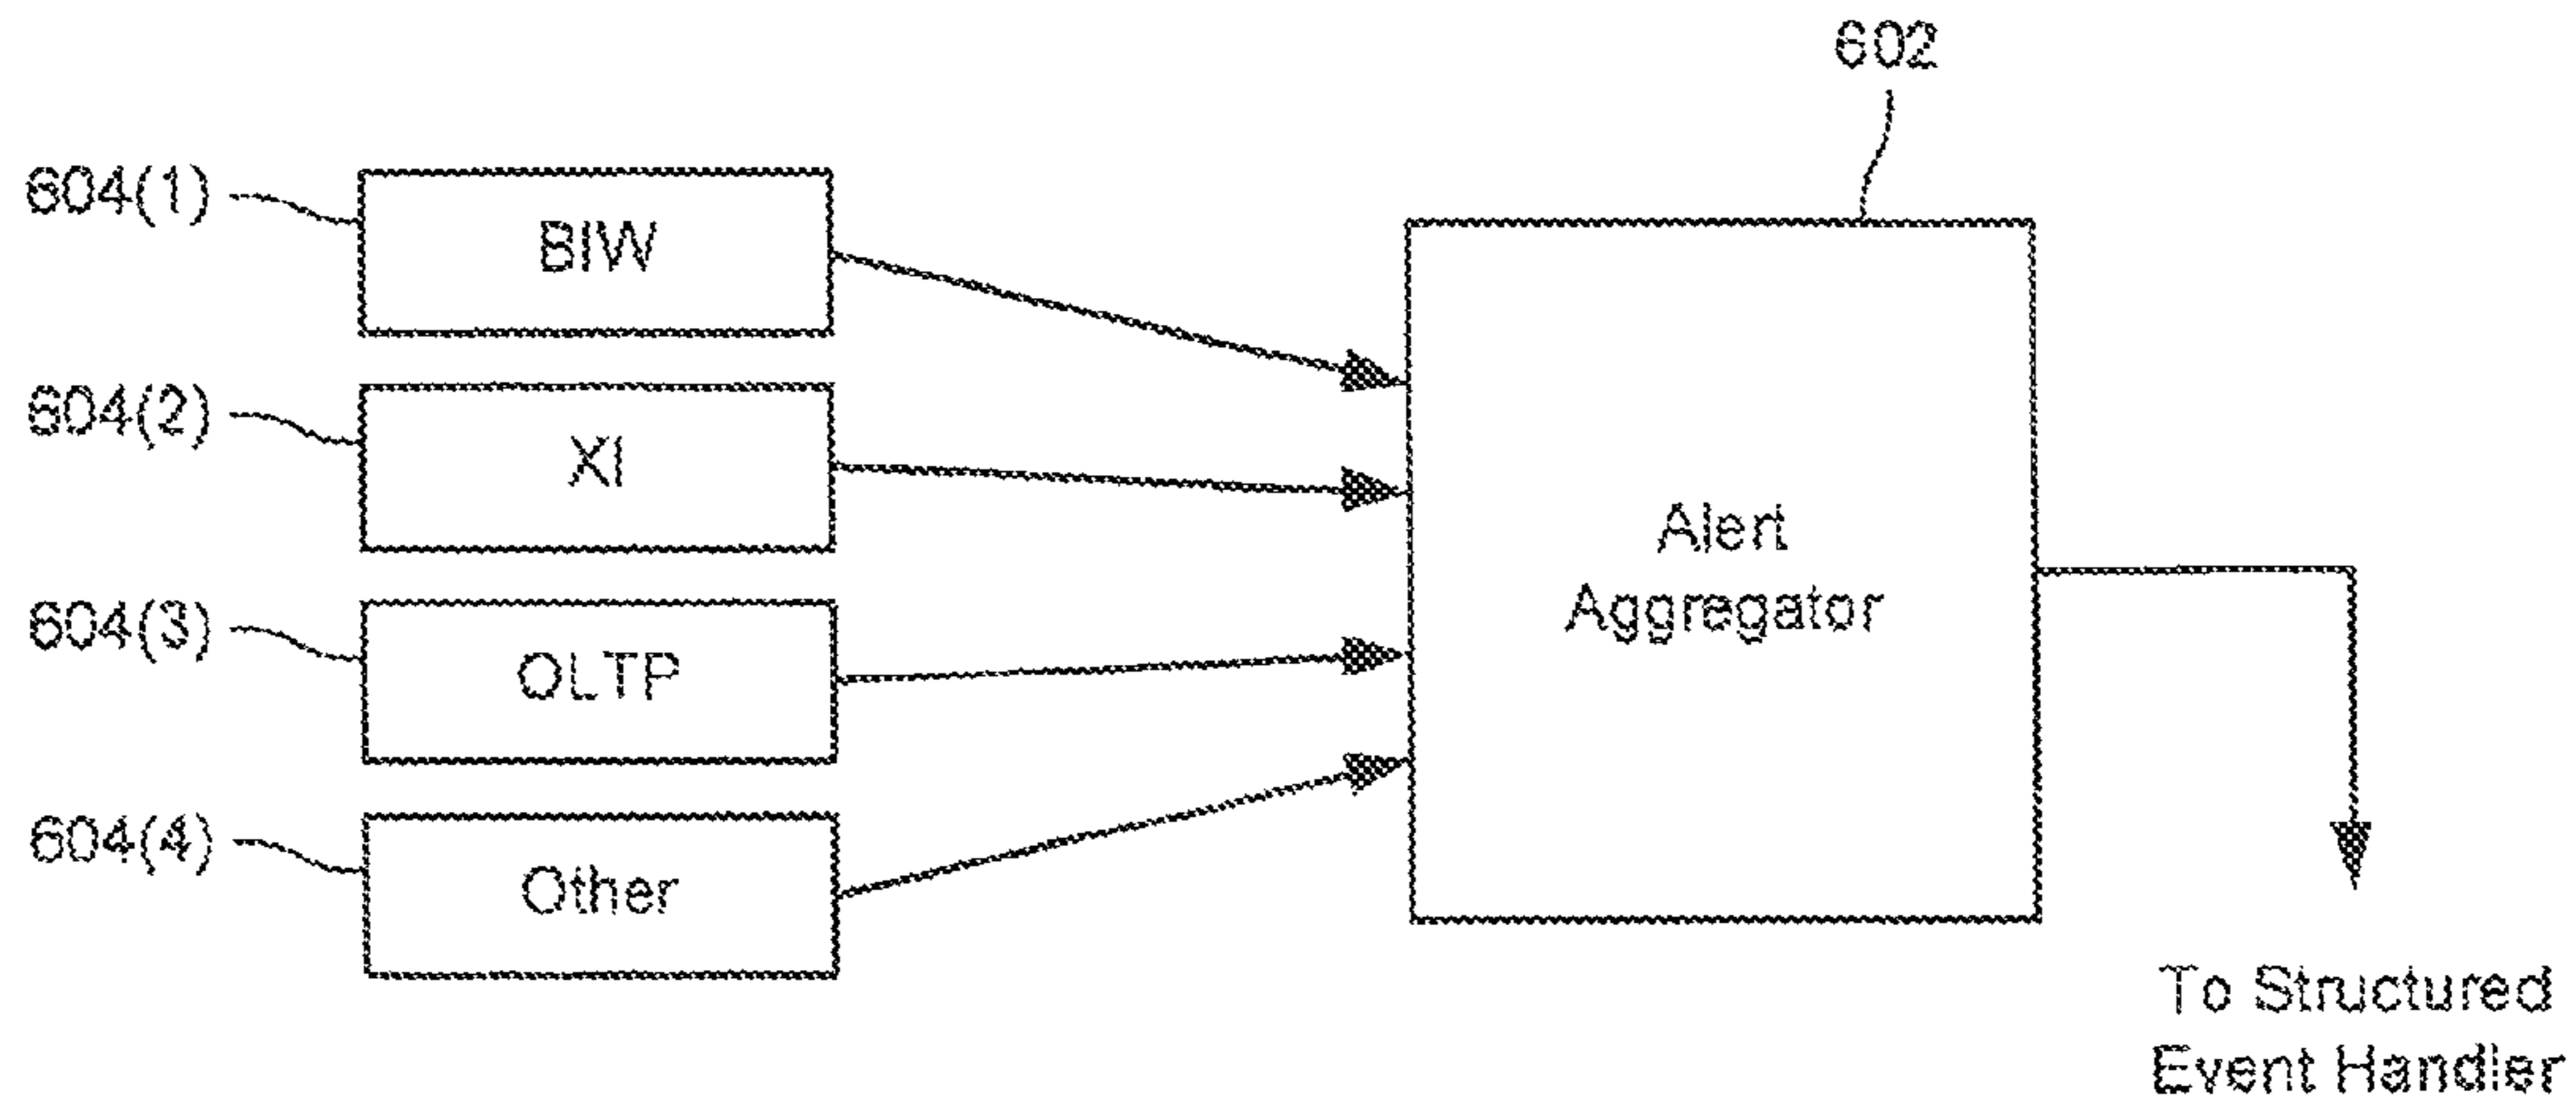 602
604(1)
BIW
604(2)
XI
604(3)
OLTP
604(4)
Other
Alert
Aggregator
To Structured
Event Handler